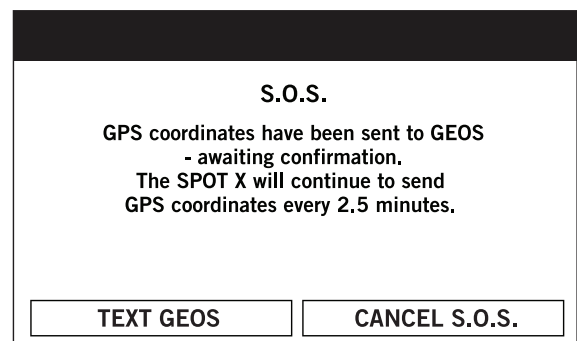 S.O.S.
GPS coordinates have been sent to GEOS
- awaiting confirmation.
The SPOT X will continue to send
GPS coordinates every 2.5 minutes.
TEXT GEOS
CANCEL S.O.S.